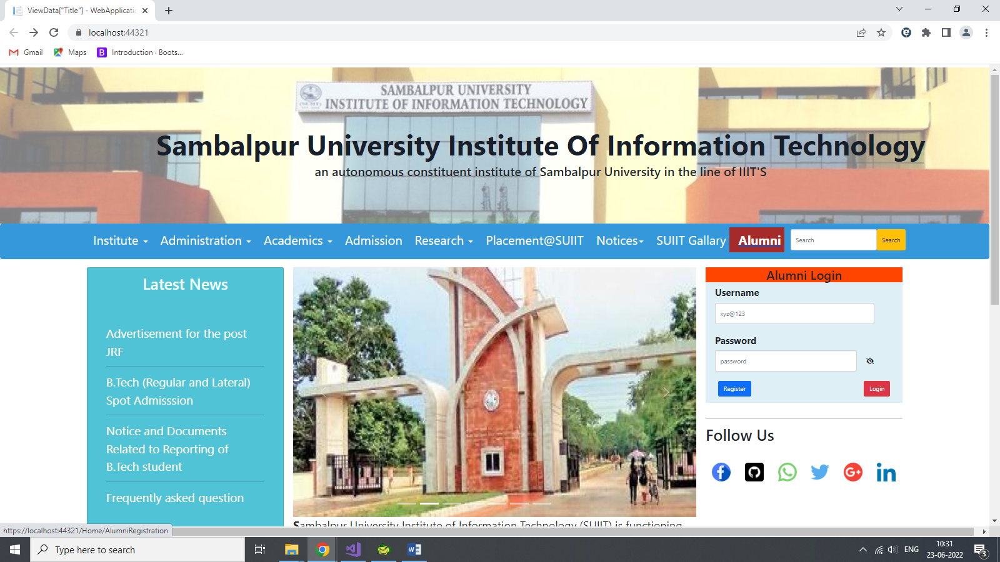 ViewData["Title"] - WebApplicatio
localhost:44321
Gmail
Maps
Introduction · Boots...
SAMBALPUR UNIVERSITY
INSTITUTE OF INFORMATION TECHNOLOGY
Sambalpur University Institute Of Information Technology
an autonomous constituent institute of Sambalpur University in the line of IIIT'S
Institute Administration Academics Admission Research Placement@SUIIT Notices SUIIT Gallary Alumni Search Search
Latest News
Advertisement for the post
JRF
B.Tech (Regular and Lateral)
Spot Admisssion
Notice and Documents
Related to Reporting of
B.Tech student
Frequently asked question
Sambalpur University Institute of Information Technology (SUIIT) is functioning
Alumni Login
Username
xyz@123
Password
password
Register Login
Follow Us
https://localhost:44321/Home/AlumniRegistration
Type here to search
ENG
10:31
23-06-2022
3